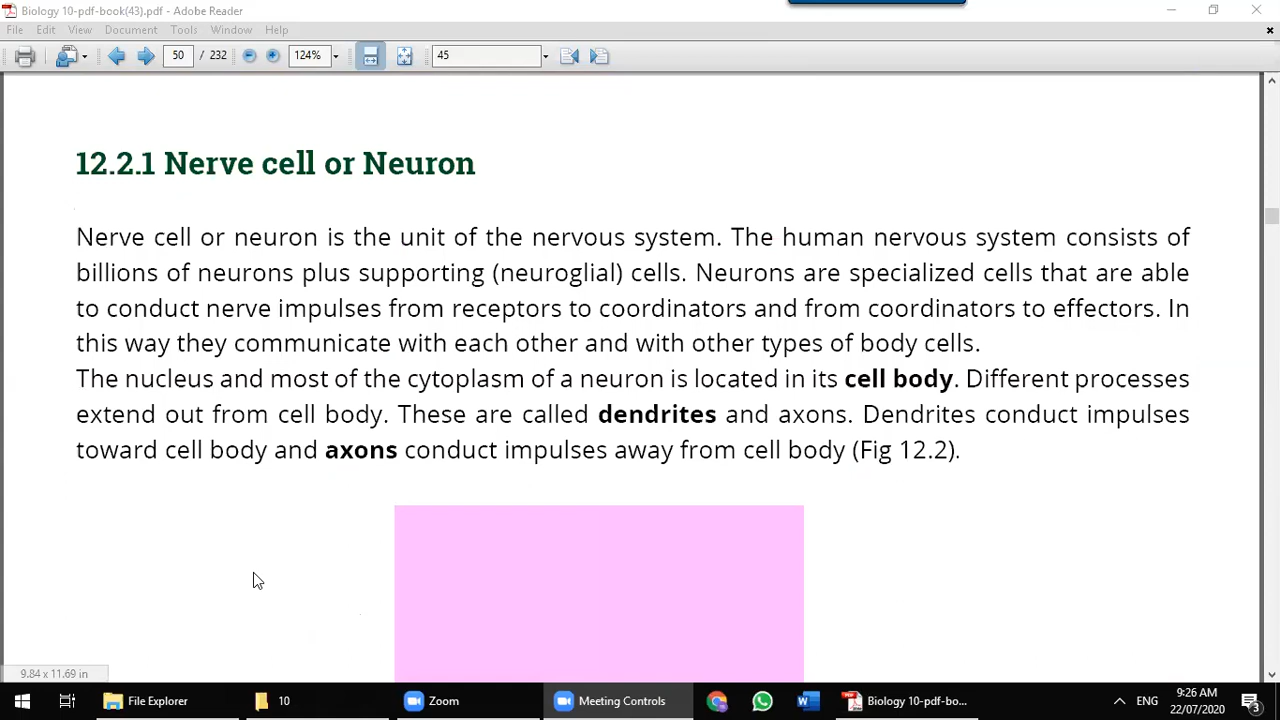 Biology 10-pdf-book(43).pdf - Adobe Reader
File Edit View Document Tools Window Help
50 / 232 124% 45
12.2.1 Nerve cell or Neuron
Nerve cell or neuron is the unit of the nervous system. The human nervous system consists of
billions of neurons plus supporting (neuroglial) cells. Neurons are specialized cells that are able
to conduct nerve impulses from receptors to coordinators and from coordinators to effectors. In
this way they communicate with each other and with other types of body cells.
The nucleus and most of the cytoplasm of a neuron is located in its cell body. Different processes
extend out from cell body. These are called dendrites and axons. Dendrites conduct impulses
toward cell body and axons conduct impulses away from cell body (Fig 12.2).
9.84 x 11.69 in
File Explorer 10 Zoom Meeting Controls Biology 10-pdf-bo... ENG 9:26 AM
22/07/2020 3